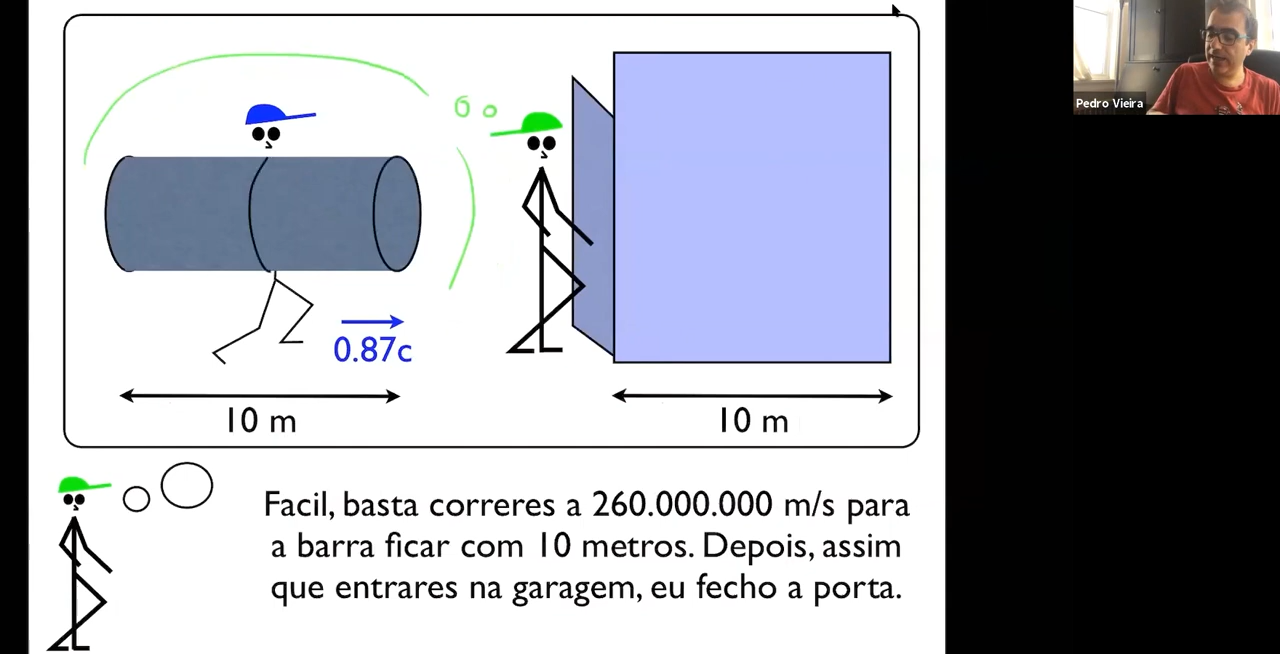 Pedro Vieira
0.87c
10 m
10 m
Facil, basta correres a 260.000.000 m/s para
a barra ficar com 10 metros. Depois, assim
que entrares na garagem, eu fecho a porta.